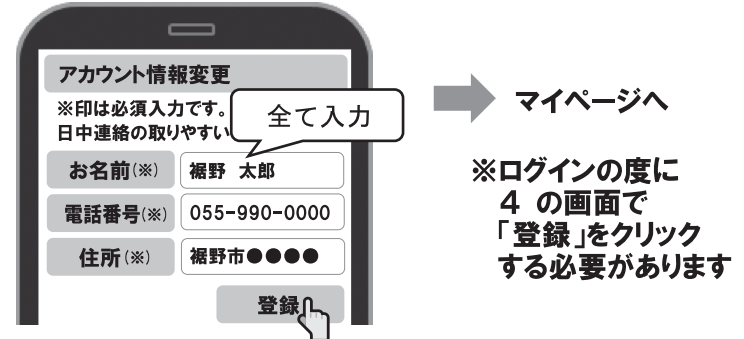 アカウント情報変更
※印は必須入力です。
日中連絡の取りやすい
全て入力
お名前(※) 裾野 太郎
電話番号(※) 055-990-0000
住所(※) 裾野市●●●●
登録
マイページへ
※ログインの度に
4 の画面で
「登録」をクリック
する必要があります